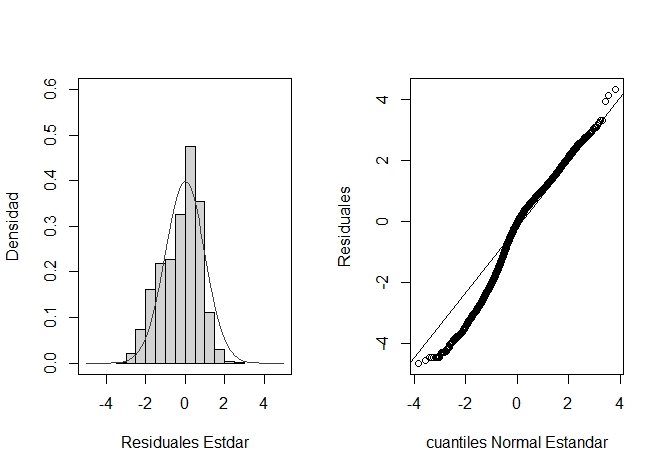 Densidad
0.0 0.1 0.2 0.3 0.4 0.5 0.6
-4 -2 0 2 4
Residuales Estdar
Residuales
-4 -2 0 2 4
-4 -2 0 2 4
cuantiles Normal Estandar